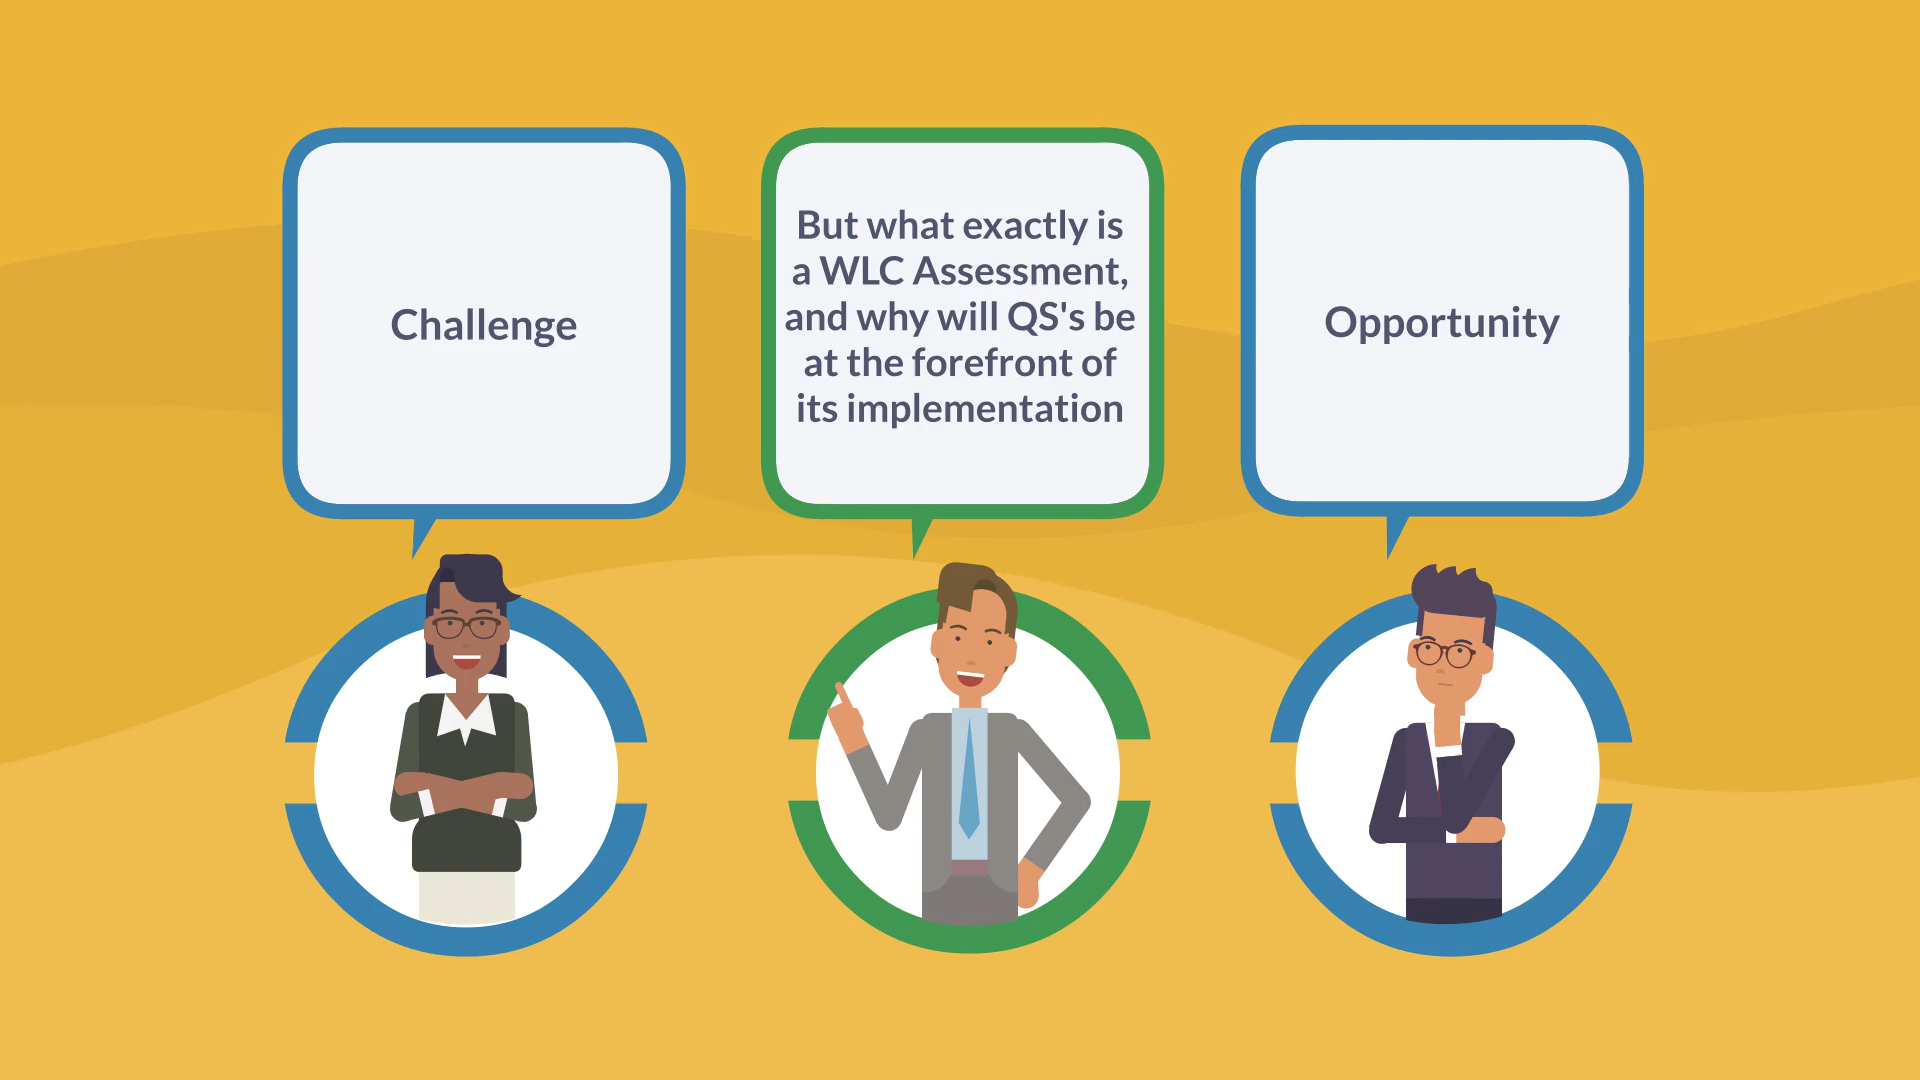 Challenge
But what exactly is
a WLC Assessment,
and why will QS's be
at the forefront of
its implementation
Opportunity